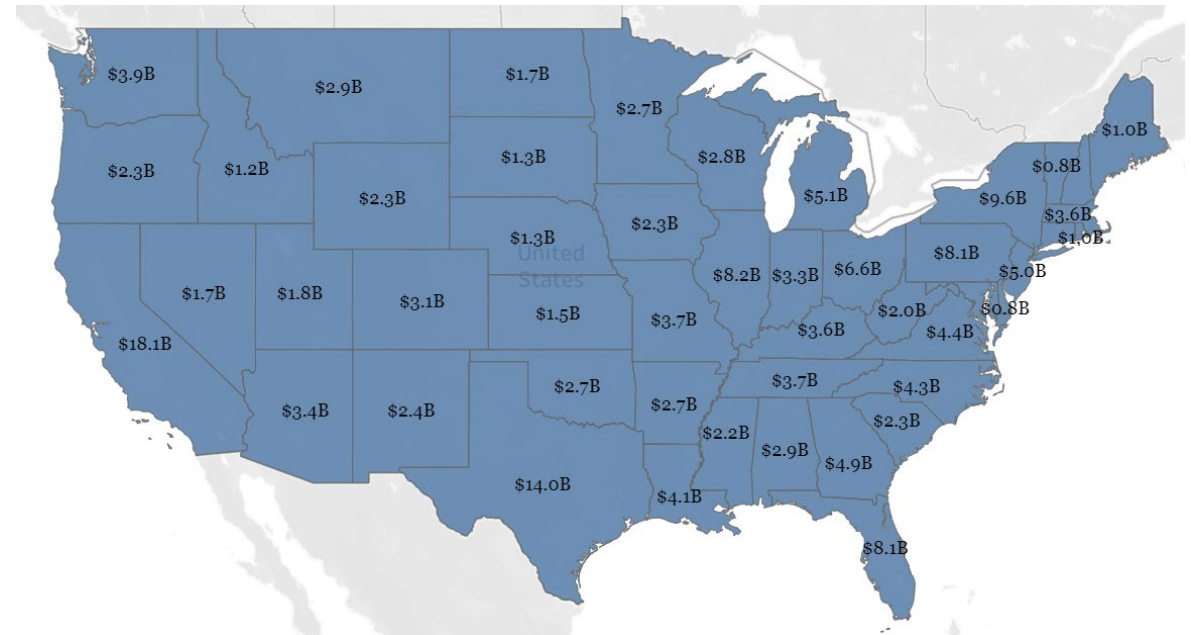 $3.9B
$2.9B
$1.7B
$2.7B
$1.0B
$2.3B
$1.2B
$2.3B
$1.3B
$2.8B
$5.1B
$0.8B
$9.6B
$3.6B
$1.0B
$1.3B
United
States
$2.3B
$8.2B
$3.3B
$6.6B
$8.1B
$5.0B
$1.7B
$1.8B
$3.1B
$1.5B
$3.7B
$3.6B
$2.0B
$4.4B
$0.8B
$18.1B
$3.4B
$2.4B
$2.7B
$2.7B
$3.7B
$4.3B
$2.3B
$2.2B
$2.9B
$4.9B
$14.0B
$4.1B
$8.1B